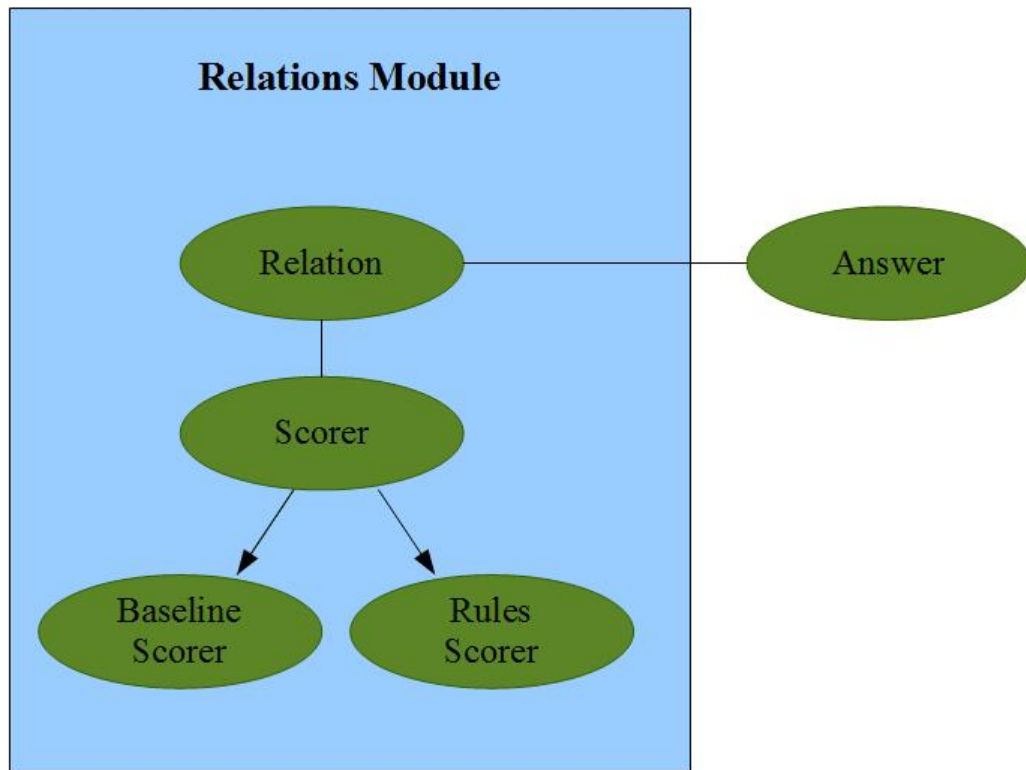 Relations Module
Relation
Answer
Scorer
Baseline
Scorer
Rules
Scorer